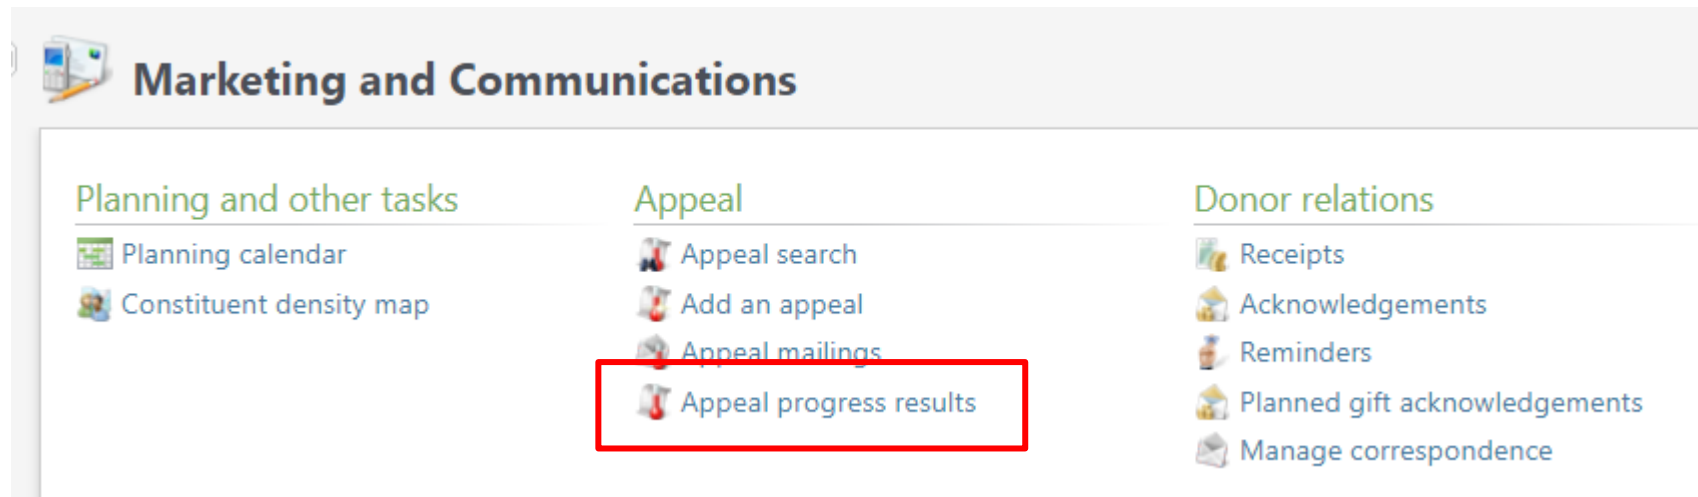 Marketing and Communications
Planning and other tasks
Planning calendar
Constituent density map
Appeal
Appeal search
Add an appeal
Appeal mailings
Appeal progress results
Donor relations
Receipts
Acknowledgements
Reminders
Planned gift acknowledgements
Manage correspondence